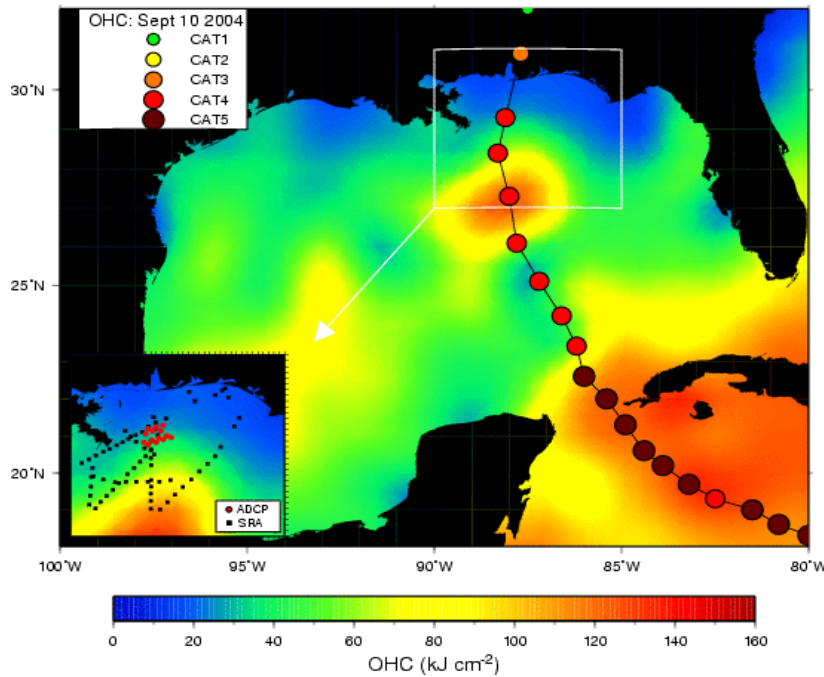 OHC: Sept 10 2004
CAT1
CAT2
CAT3
CAT4
CAT5
30°N
25°N
20°N
ADCP
SRA
100°W
95°W
90°W
85°W
80°W
0
20
40
60
80
100
120
140
160
OHC (kJ cm⁻²)